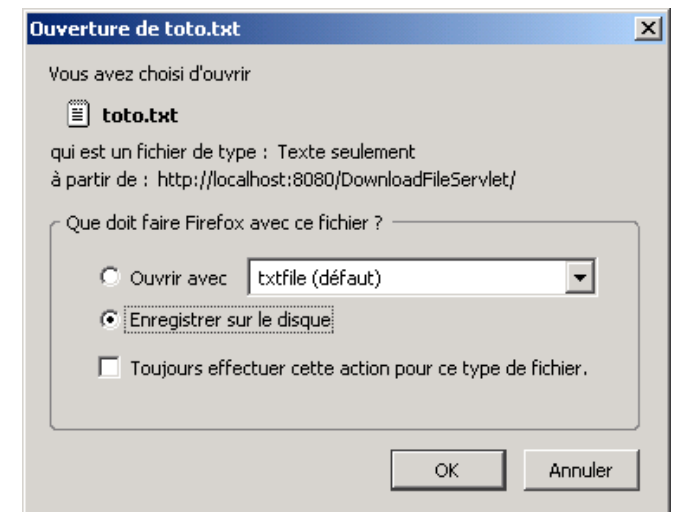 Ouverture de toto.txt
Vous avez choisi d'ouvrir
toto.txt
qui est un fichier de type : Texte seulement
à partir de : http://localhost:8080/DownloadFileServlet/
Que doit faire Firefox avec ce fichier ?
Ouvrir avec txtfile (défaut)
Enregistrer sur le disque
Toujours effectuer cette action pour ce type de fichier.
OK Annuler